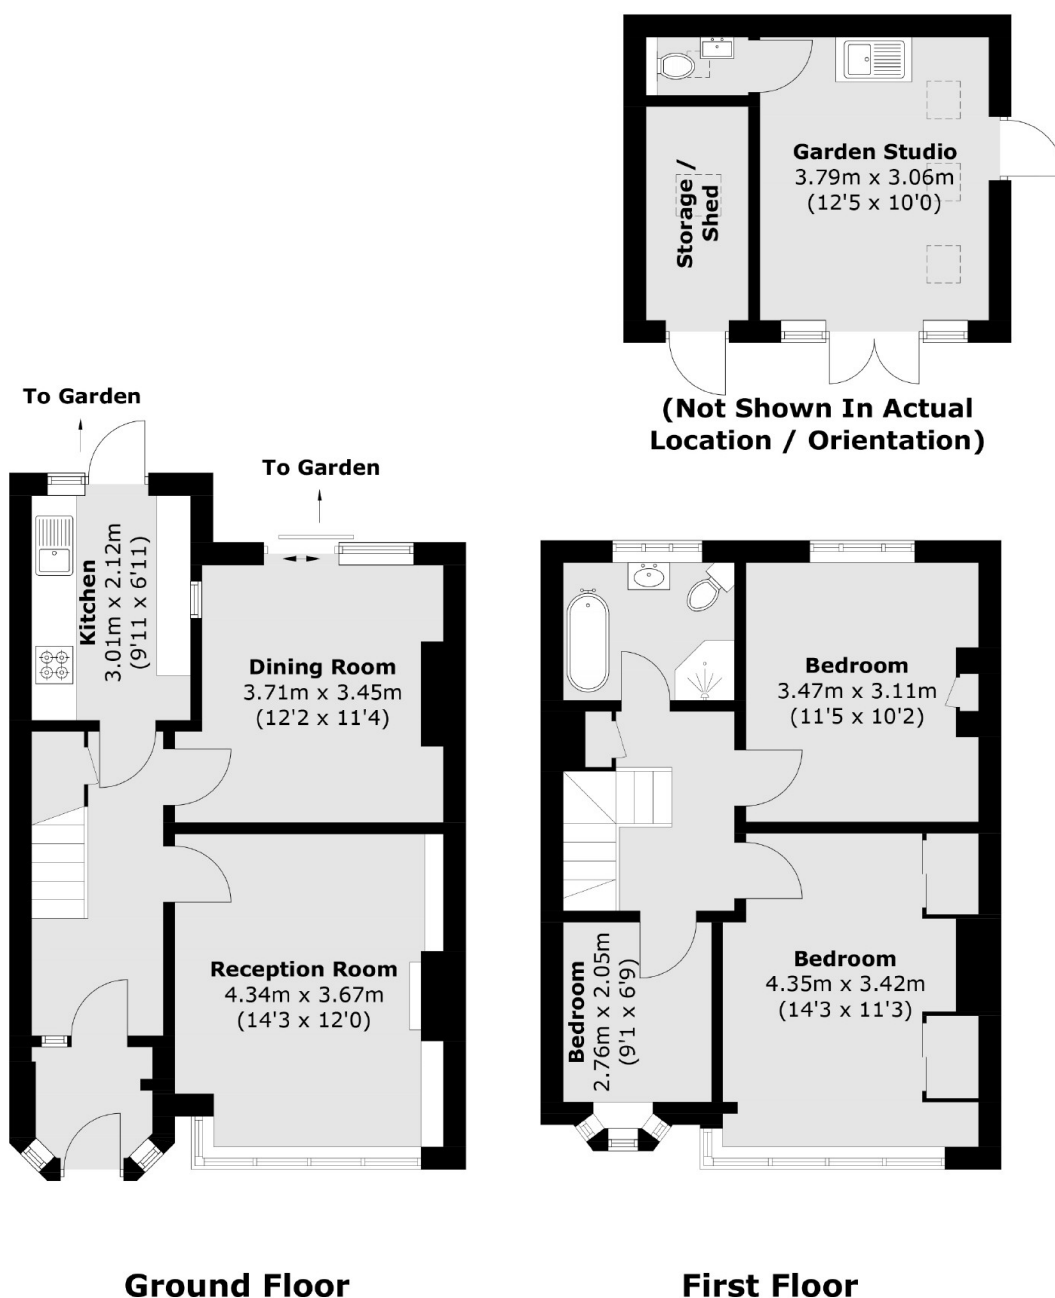 Garden Studio
3.79m x 3.06m
(12'5 x 10'0)
Storage /
Shed
(Not Shown In Actual
Location / Orientation)
To Garden
To Garden
Kitchen
3.01m x 2.12m
(9'11 x 6'11)
Dining Room
3.71m x 3.45m
(12'2 x 11'4)
Reception Room
4.34m x 3.67m
(14'3 x 12'0)
Bedroom
3.47m x 3.11m
(11'5 x 10'2)
Bedroom
4.35m x 3.42m
(14'3 x 11'3)
Bedroom
2.76m x 2.05m
(9'1 x 6'9)
Ground Floor
First Floor